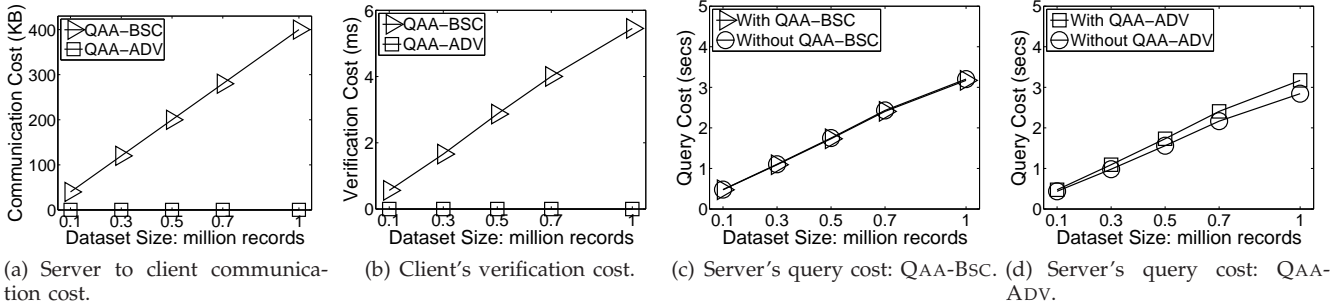 Communication Cost (KB)
400
300
200
100
0
QAA-BSC
QAA-ADV
0.1 0.3 0.5 0.7 1
Dataset Size: million records
(a) Server to client communica-
tion cost.
Verification Cost (ms)
6
4
2
0
QAA-BSC
QAA-ADV
0.1 0.3 0.5 0.7 1
Dataset Size: million records
(b) Client's verification cost.
Query Cost (secs)
5
4
3
2
1
0
With QAA-BSC
Without QAA-BSC
0.1 0.3 0.5 0.7 1
Dataset Size: million records
(c) Server's query cost: QAA-BSC.
Query Cost (secs)
5
4
3
2
1
0
With QAA-ADV
Without QAA-ADV
0.1 0.3 0.5 0.7 1
Dataset Size: million records
(d) Server's query cost: QAA-
ADV.